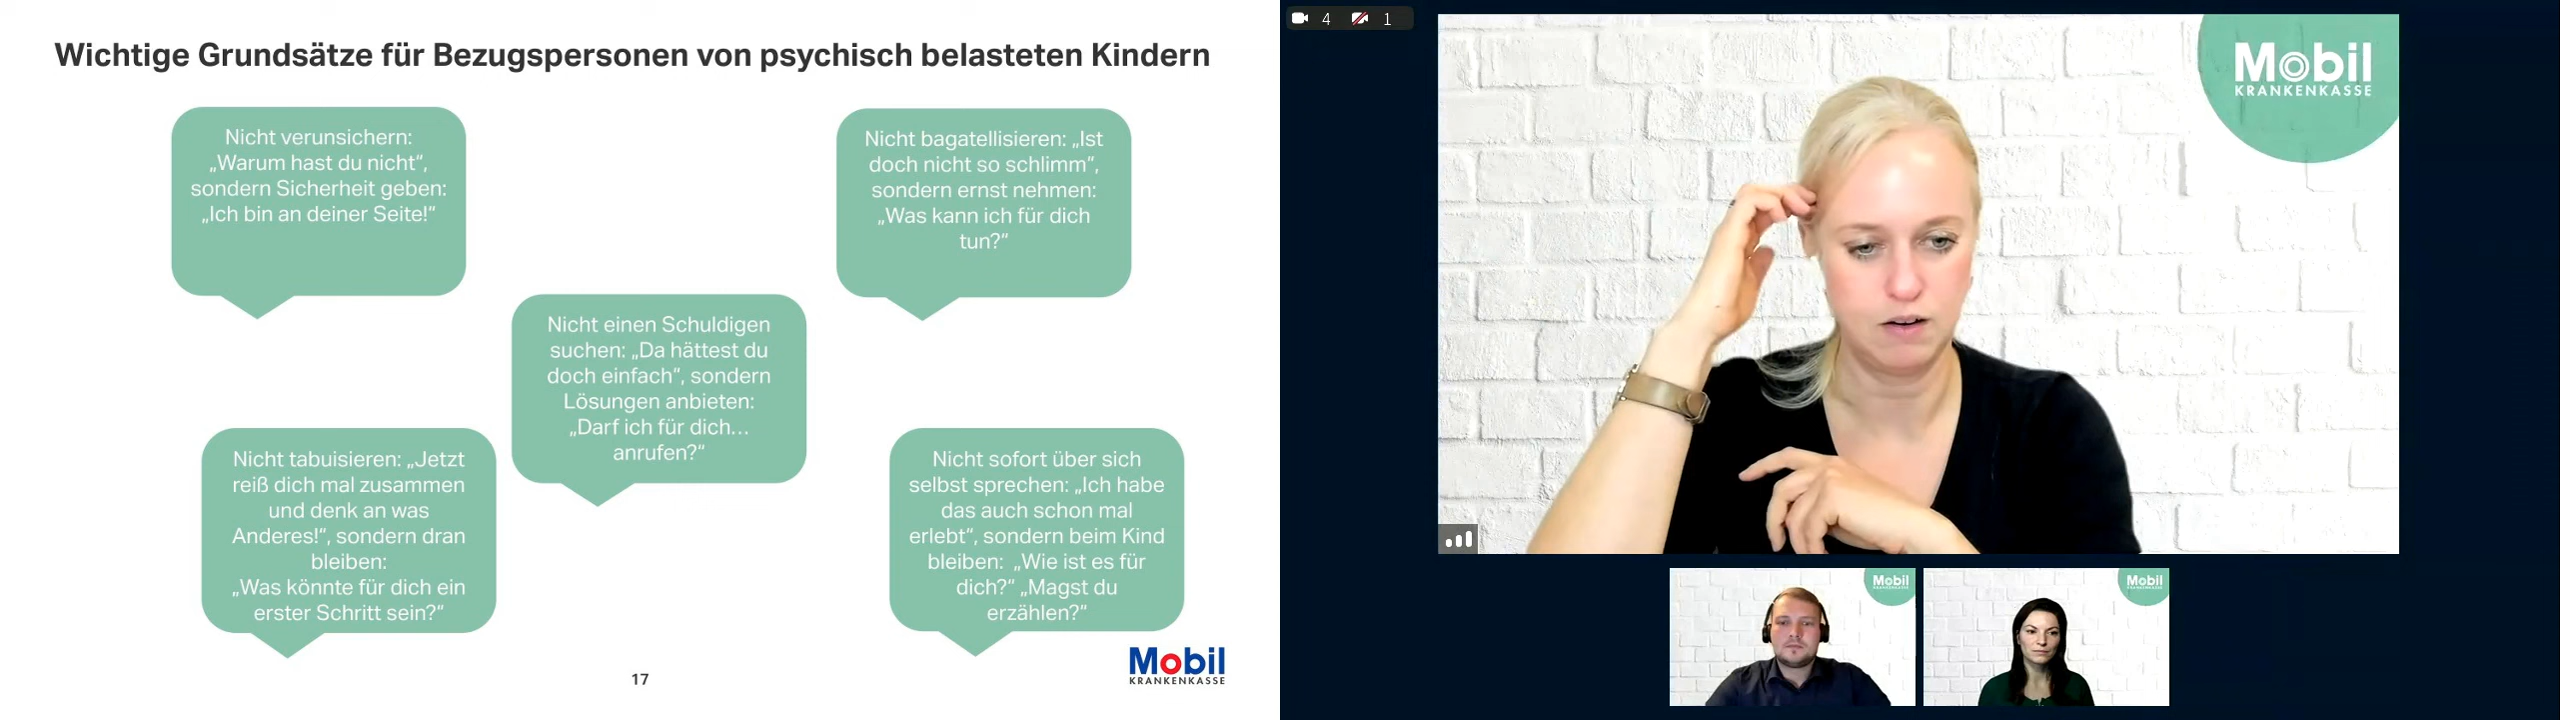 Wichtige Grundsätze für Bezugspersonen von psychisch belasteten Kindern
Nicht verunsichern:
„Warum hast du nicht“,
sondern Sicherheit geben:
„Ich bin an deiner Seite!“
Nicht bagatellisieren: „Ist
doch nicht so schlimm“,
sondern ernst nehmen:
„Was kann ich für dich
tun?“
Nicht einen Schuldigen
suchen: „Da hättest du
doch einfach“, sondern
Lösungen anbieten:
„Darf ich für dich…
anrufen?“
Nicht tabuisieren: „Jetzt
reiß dich mal zusammen
und denk an was
Anderes!“, sondern dran
bleiben:
„Was könnte für dich ein
erster Schritt sein?“
Nicht sofort über sich
selbst sprechen: „Ich habe
das auch schon mal
erlebt“, sondern beim Kind
bleiben: „Wie ist es für
dich?“ „Magst du
erzählen?“
17
Mobil
KRANKENKASSE
4 1
Mobil
KRANKENKASSE
Mobil
KRANKENKASSE
Mobil
KRANKENKASSE